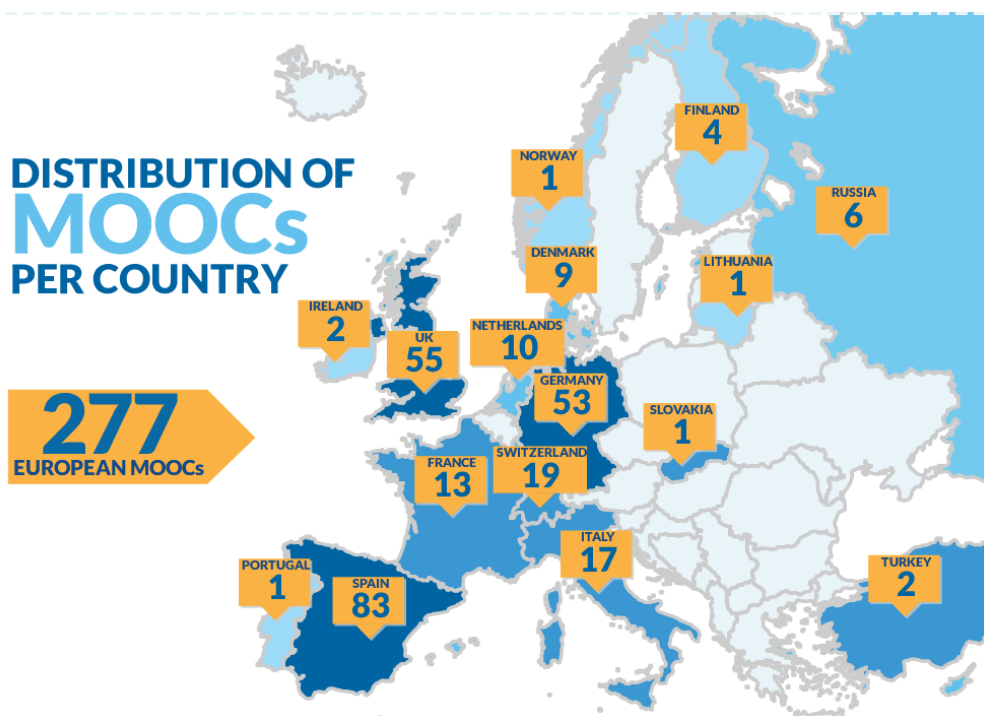 DISTRIBUTION OF
MOOCs
PER COUNTRY
277
EUROPEAN MOOCs
FINLAND
4
NORWAY
1
RUSSIA
6
DENMARK
9
LITHUANIA
1
IRELAND
2
UK
55
NETHERLANDS
10
GERMANY
53
SLOVAKIA
1
FRANCE
13
SWITZERLAND
19
ITALY
17
PORTUGAL
1
SPAIN
83
TURKEY
2